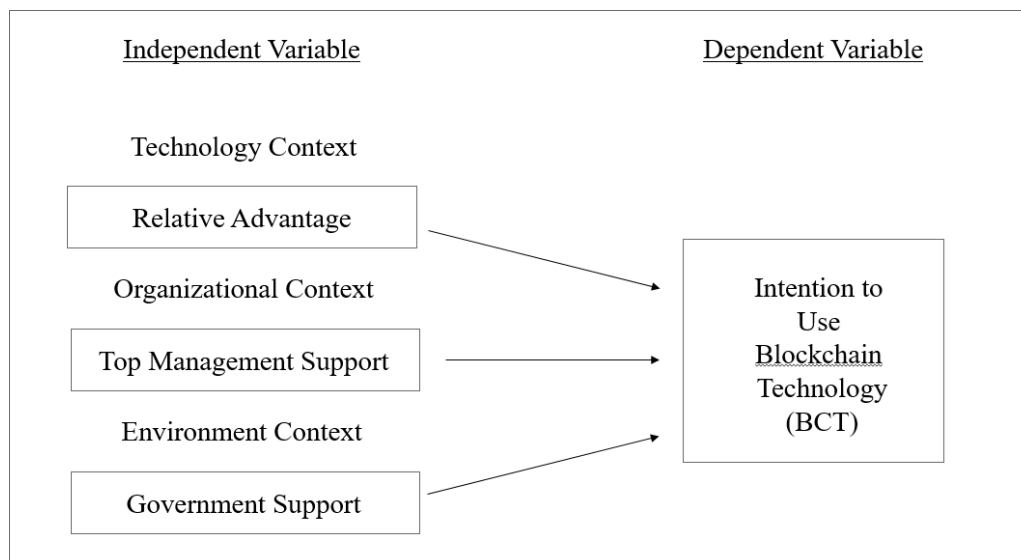 Independent Variable
Dependent Variable
Technology Context
Relative Advantage
Organizational Context
Top Management Support
Environment Context
Government Support
Intention to
Use
Blockchain
Technology
(BCT)